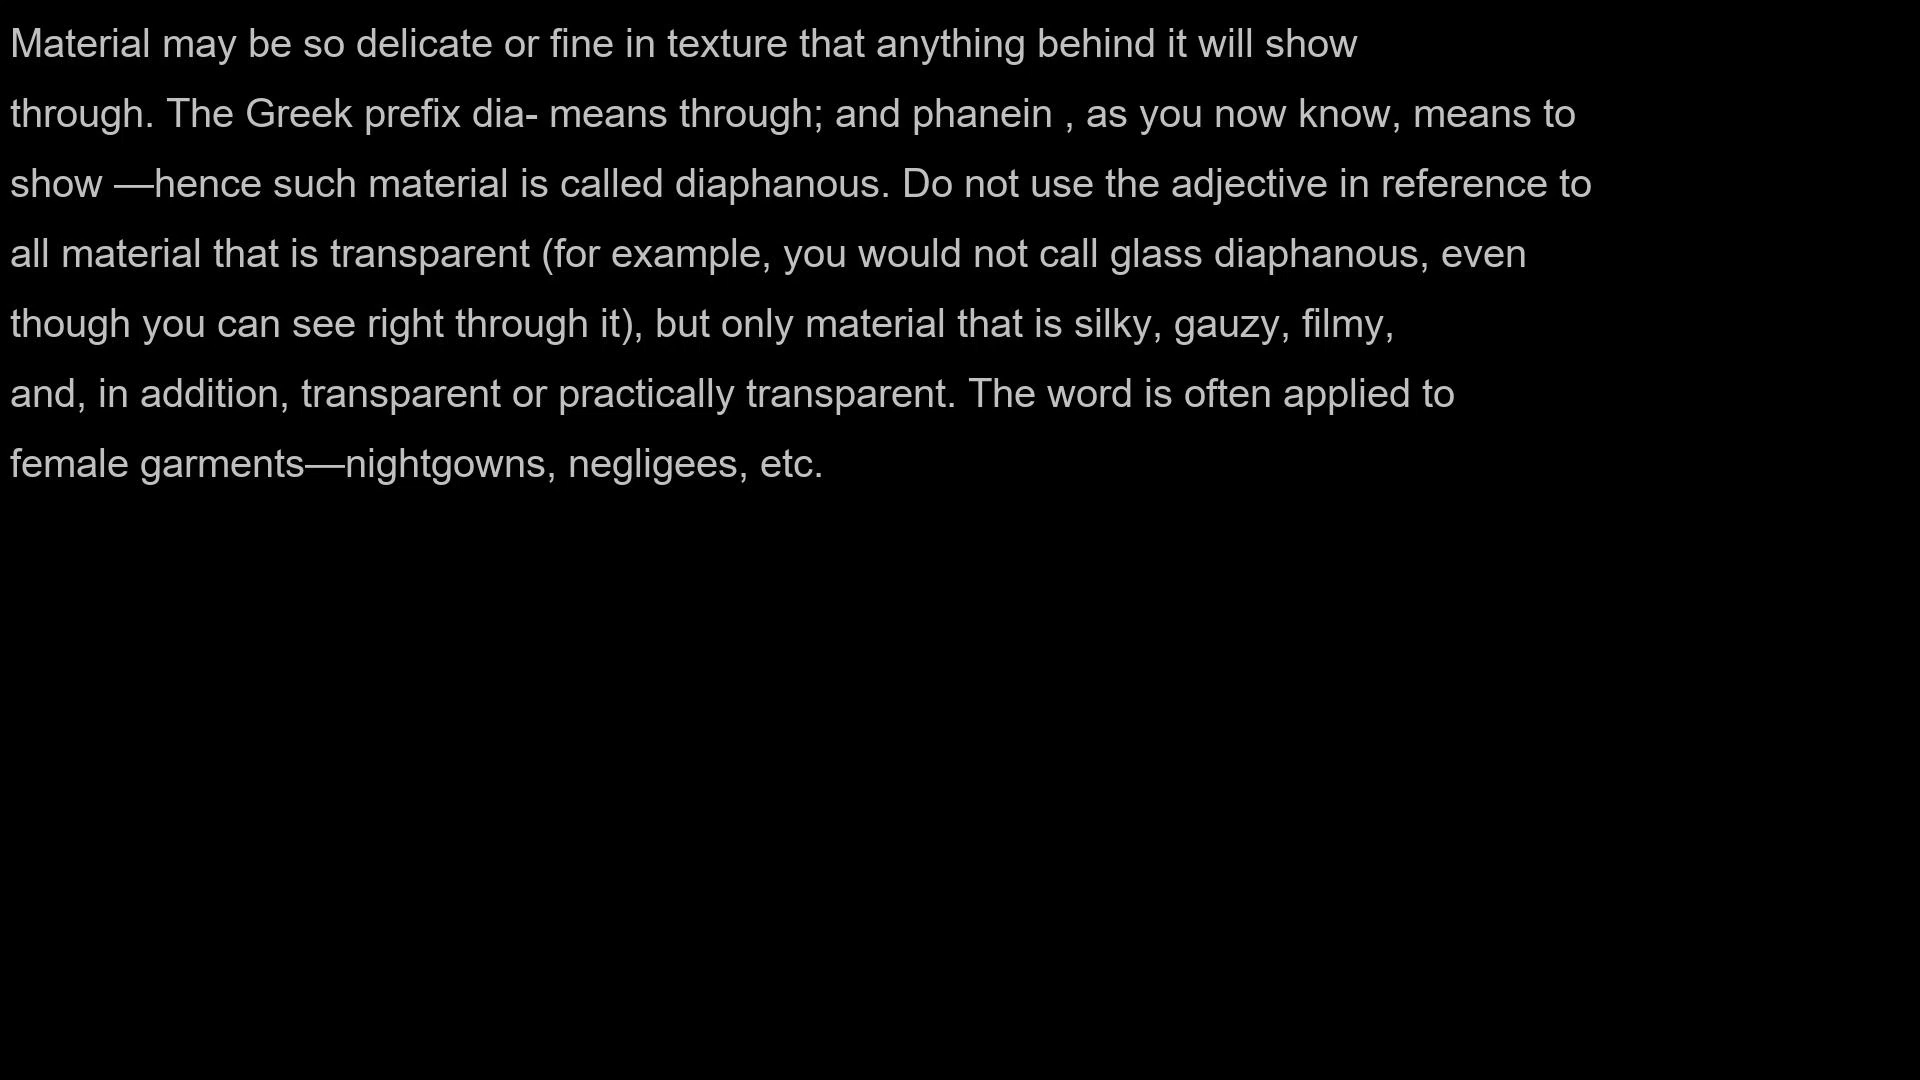 Material may be so delicate or fine in texture that anything behind it will show
through. The Greek prefix dia- means through; and phanein , as you now know, means to
show —hence such material is called diaphanous. Do not use the adjective in reference to
all material that is transparent (for example, you would not call glass diaphanous, even
though you can see right through it), but only material that is silky, gauzy, filmy,
and, in addition, transparent or practically transparent. The word is often applied to
female garments—nightgowns, negligees, etc.